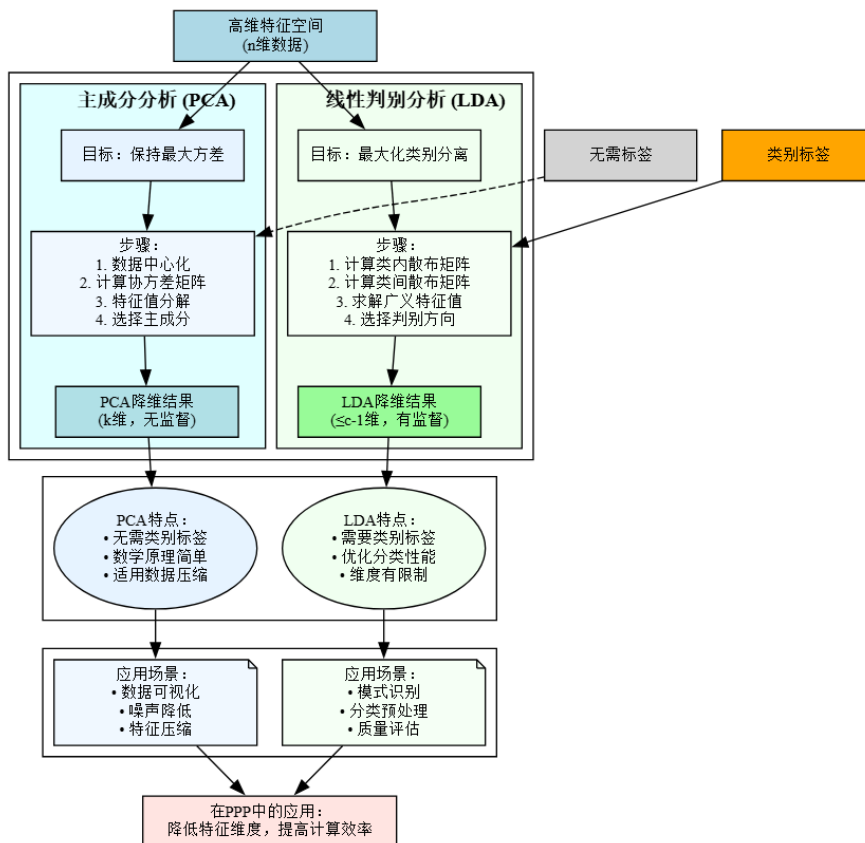 高维特征空间
(n维数据)
主成分分析 (PCA)
线性判别分析 (LDA)
目标：保持最大方差
目标：最大化类别分离
无需标签
类别标签
步骤：
1. 数据中心化
2. 计算协方差矩阵
3. 特征值分解
4. 选择主成分
步骤：
1. 计算类内散布矩阵
2. 计算类间散布矩阵
3. 求解广义特征值
4. 选择判别方向
PCA降维结果
(k维，无监督)
LDA降维结果
(≤c-1维，有监督)
PCA特点：
• 无需类别标签
• 数学原理简单
• 适用数据压缩
LDA特点：
• 需要类别标签
• 优化分类性能
• 维度有限制
应用场景：
• 数据可视化
• 噪声降低
• 特征压缩
应用场景：
• 模式识别
• 分类预处理
• 质量评估
在PPP中的应用：
降低特征维度，提高计算效率